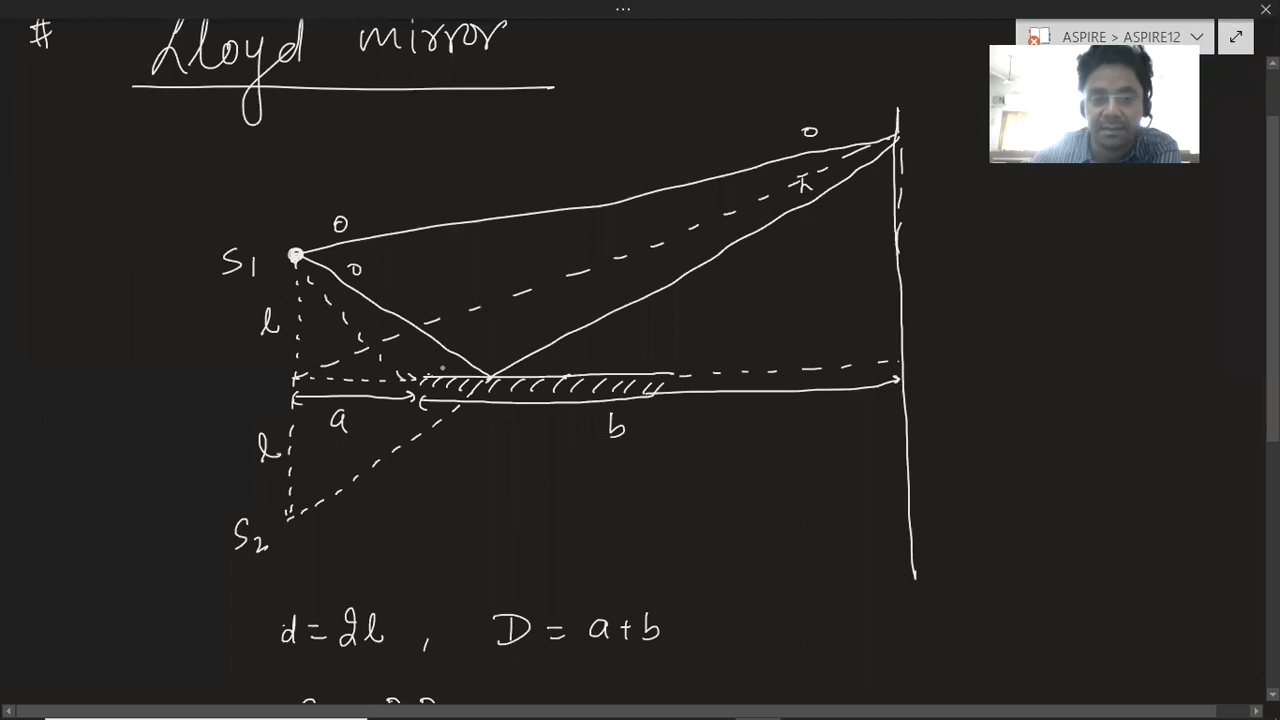 # Lloyd mirror
ASPIRE > ASPIRE12
0
π
0
S1
0
l
a
b
l
S2
d = 2l , D = a + b